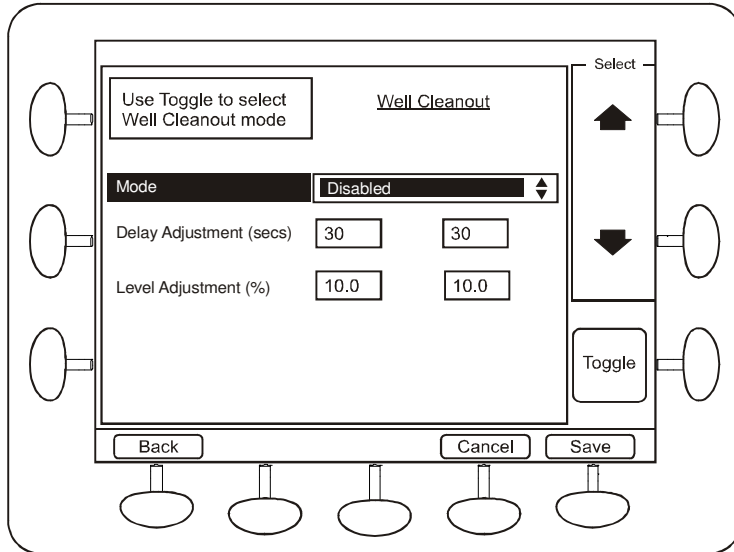 Select
Use Toggle to select
Well Cleanout mode
Well Cleanout
Mode
Disabled
Delay Adjustment (secs)
30
30
Level Adjustment (%)
10.0
10.0
Toggle
Back
Cancel
Save